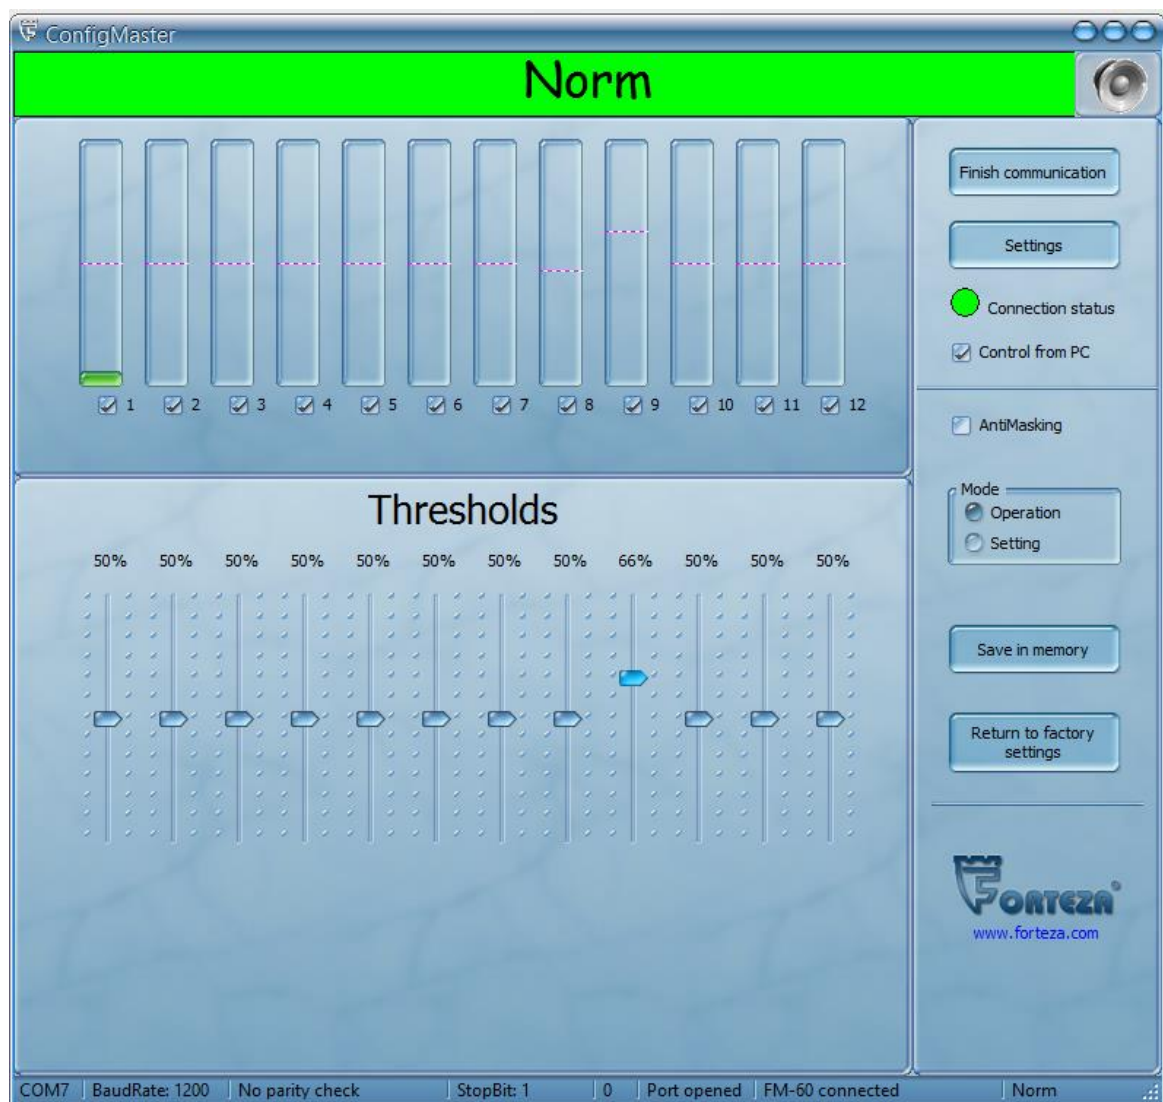 ConfigMaster
Norm
1 2 3 4 5 6 7 8 9 10 11 12
Thresholds
50% 50% 50% 50% 50% 50% 50% 50% 66% 50% 50% 50%
Finish communication
Settings
Connection status
Control from PC
AntiMasking
Mode
Operation
Setting
Save in memory
Return to factory
settings
FORTEZA®
www.forteza.com
COM7 BaudRate: 1200 No parity check StopBit: 1 0 Port opened FM-60 connected Norm